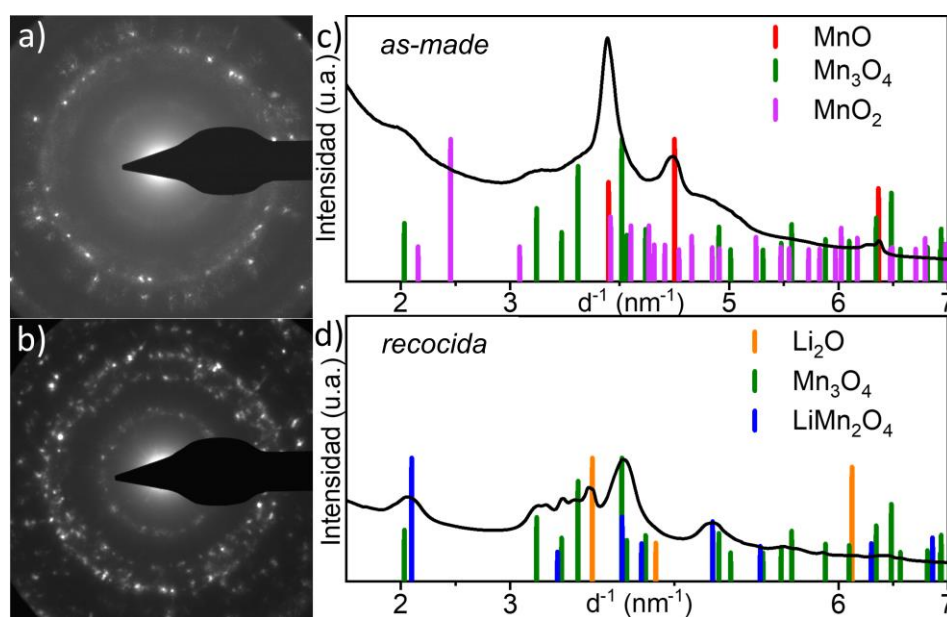 a)
c)
as-made
MnO
Mn₃O₄
MnO₂
Intensidad (u.a.)
2 3 5 6 7
d⁻¹ (nm⁻¹)
b)
d)
recocida
Li₂O
Mn₃O₄
LiMn₂O₄
Intensidad (u.a.)
2 3 5 6 7
d⁻¹ (nm⁻¹)